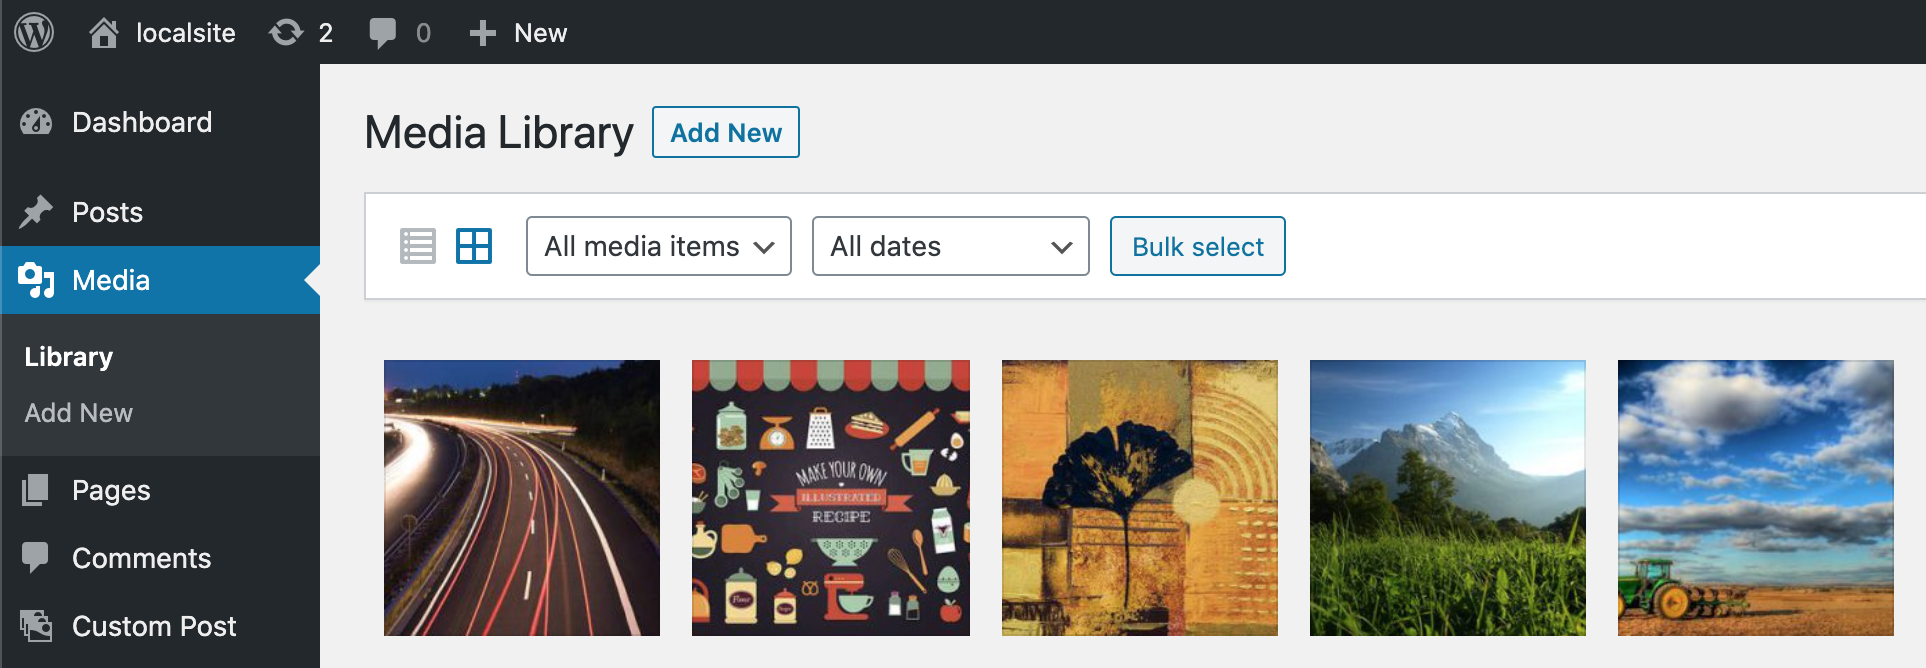 localsite 2 0 New
Dashboard
Posts
Media
Library
Add New
Pages
Comments
Custom Post
Media Library Add New
All media items All dates Bulk select
MAKE YOUR OWN
ILLUSTRATED
RECIPE
Flour